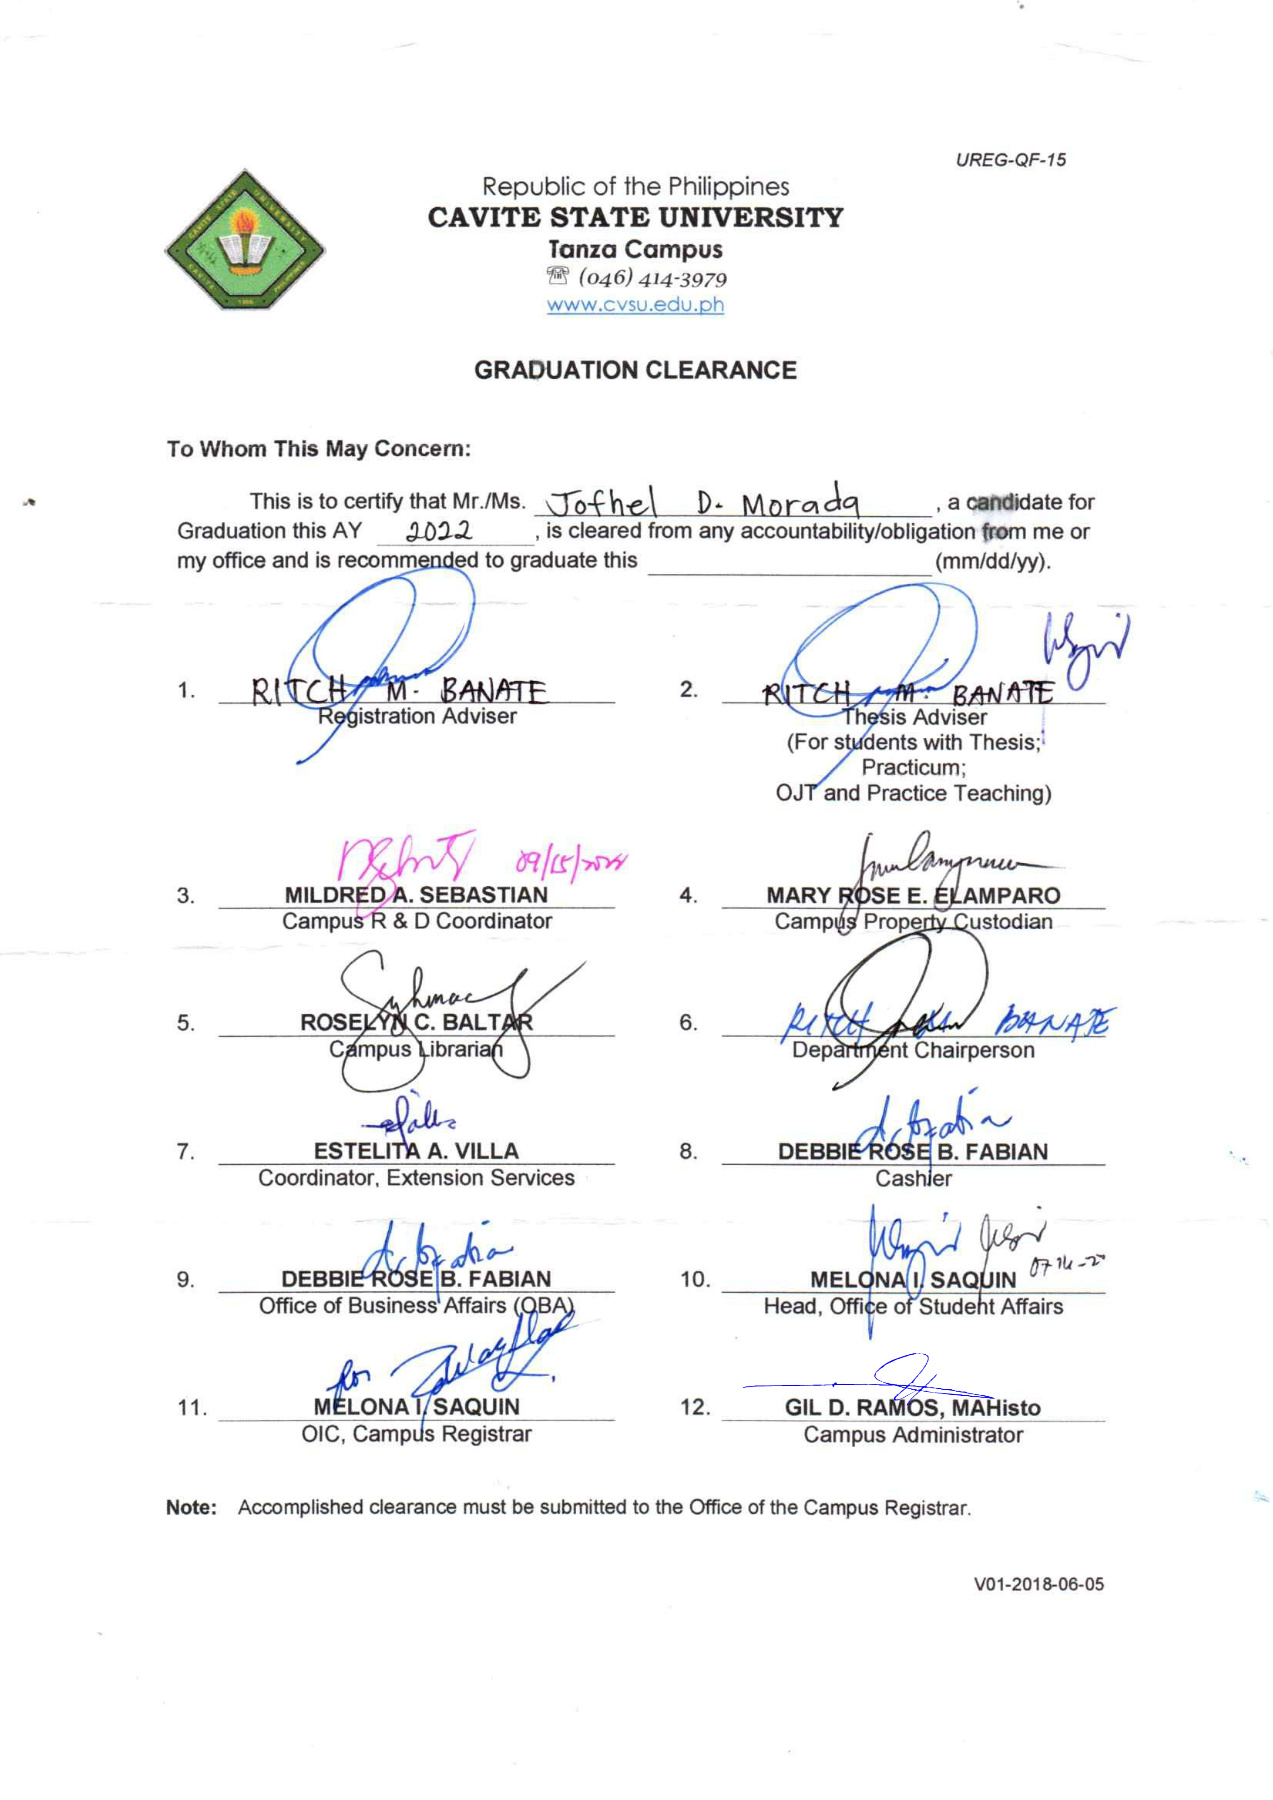 UREG-QF-15
Republic of the Philippines
CAVITE STATE UNIVERSITY
Tanza Campus
☏ (046) 414-3979
www.cvsu.edu.ph
GRADUATION CLEARANCE
To Whom This May Concern:
This is to certify that Mr./Ms. Jofhel D. Morada, a candidate for
Graduation this AY 2022, is cleared from any accountability/obligation from me or
my office and is recommended to graduate this ____ (mm/dd/yy).
1. RITCH M. BANATE
Registration Adviser
2. RITCH M. BANATE
Thesis Adviser
(For students with Thesis;
Practicum;
OJT and Practice Teaching)
3. MILDRED A. SEBASTIAN
Campus R & D Coordinator
4. MARY ROSE E. ELAMPARO
Campus Property Custodian
5. ROSELYN C. BALTAR
Campus Librarian
6. RITCH BANATE
Department Chairperson
7. ESTELITA A. VILLA
Coordinator, Extension Services
8. DEBBIE ROSE B. FABIAN
Cashier
9. DEBBIE ROSE B. FABIAN
Office of Business Affairs (OBA)
10. MELONA I. SAQUIN
Head, Office of Student Affairs
for
11. MELONA I. SAQUIN
OIC, Campus Registrar
12. GIL D. RAMOS, MAHisto
Campus Administrator
Note: Accomplished clearance must be submitted to the Office of the Campus Registrar.
V01-2018-06-05